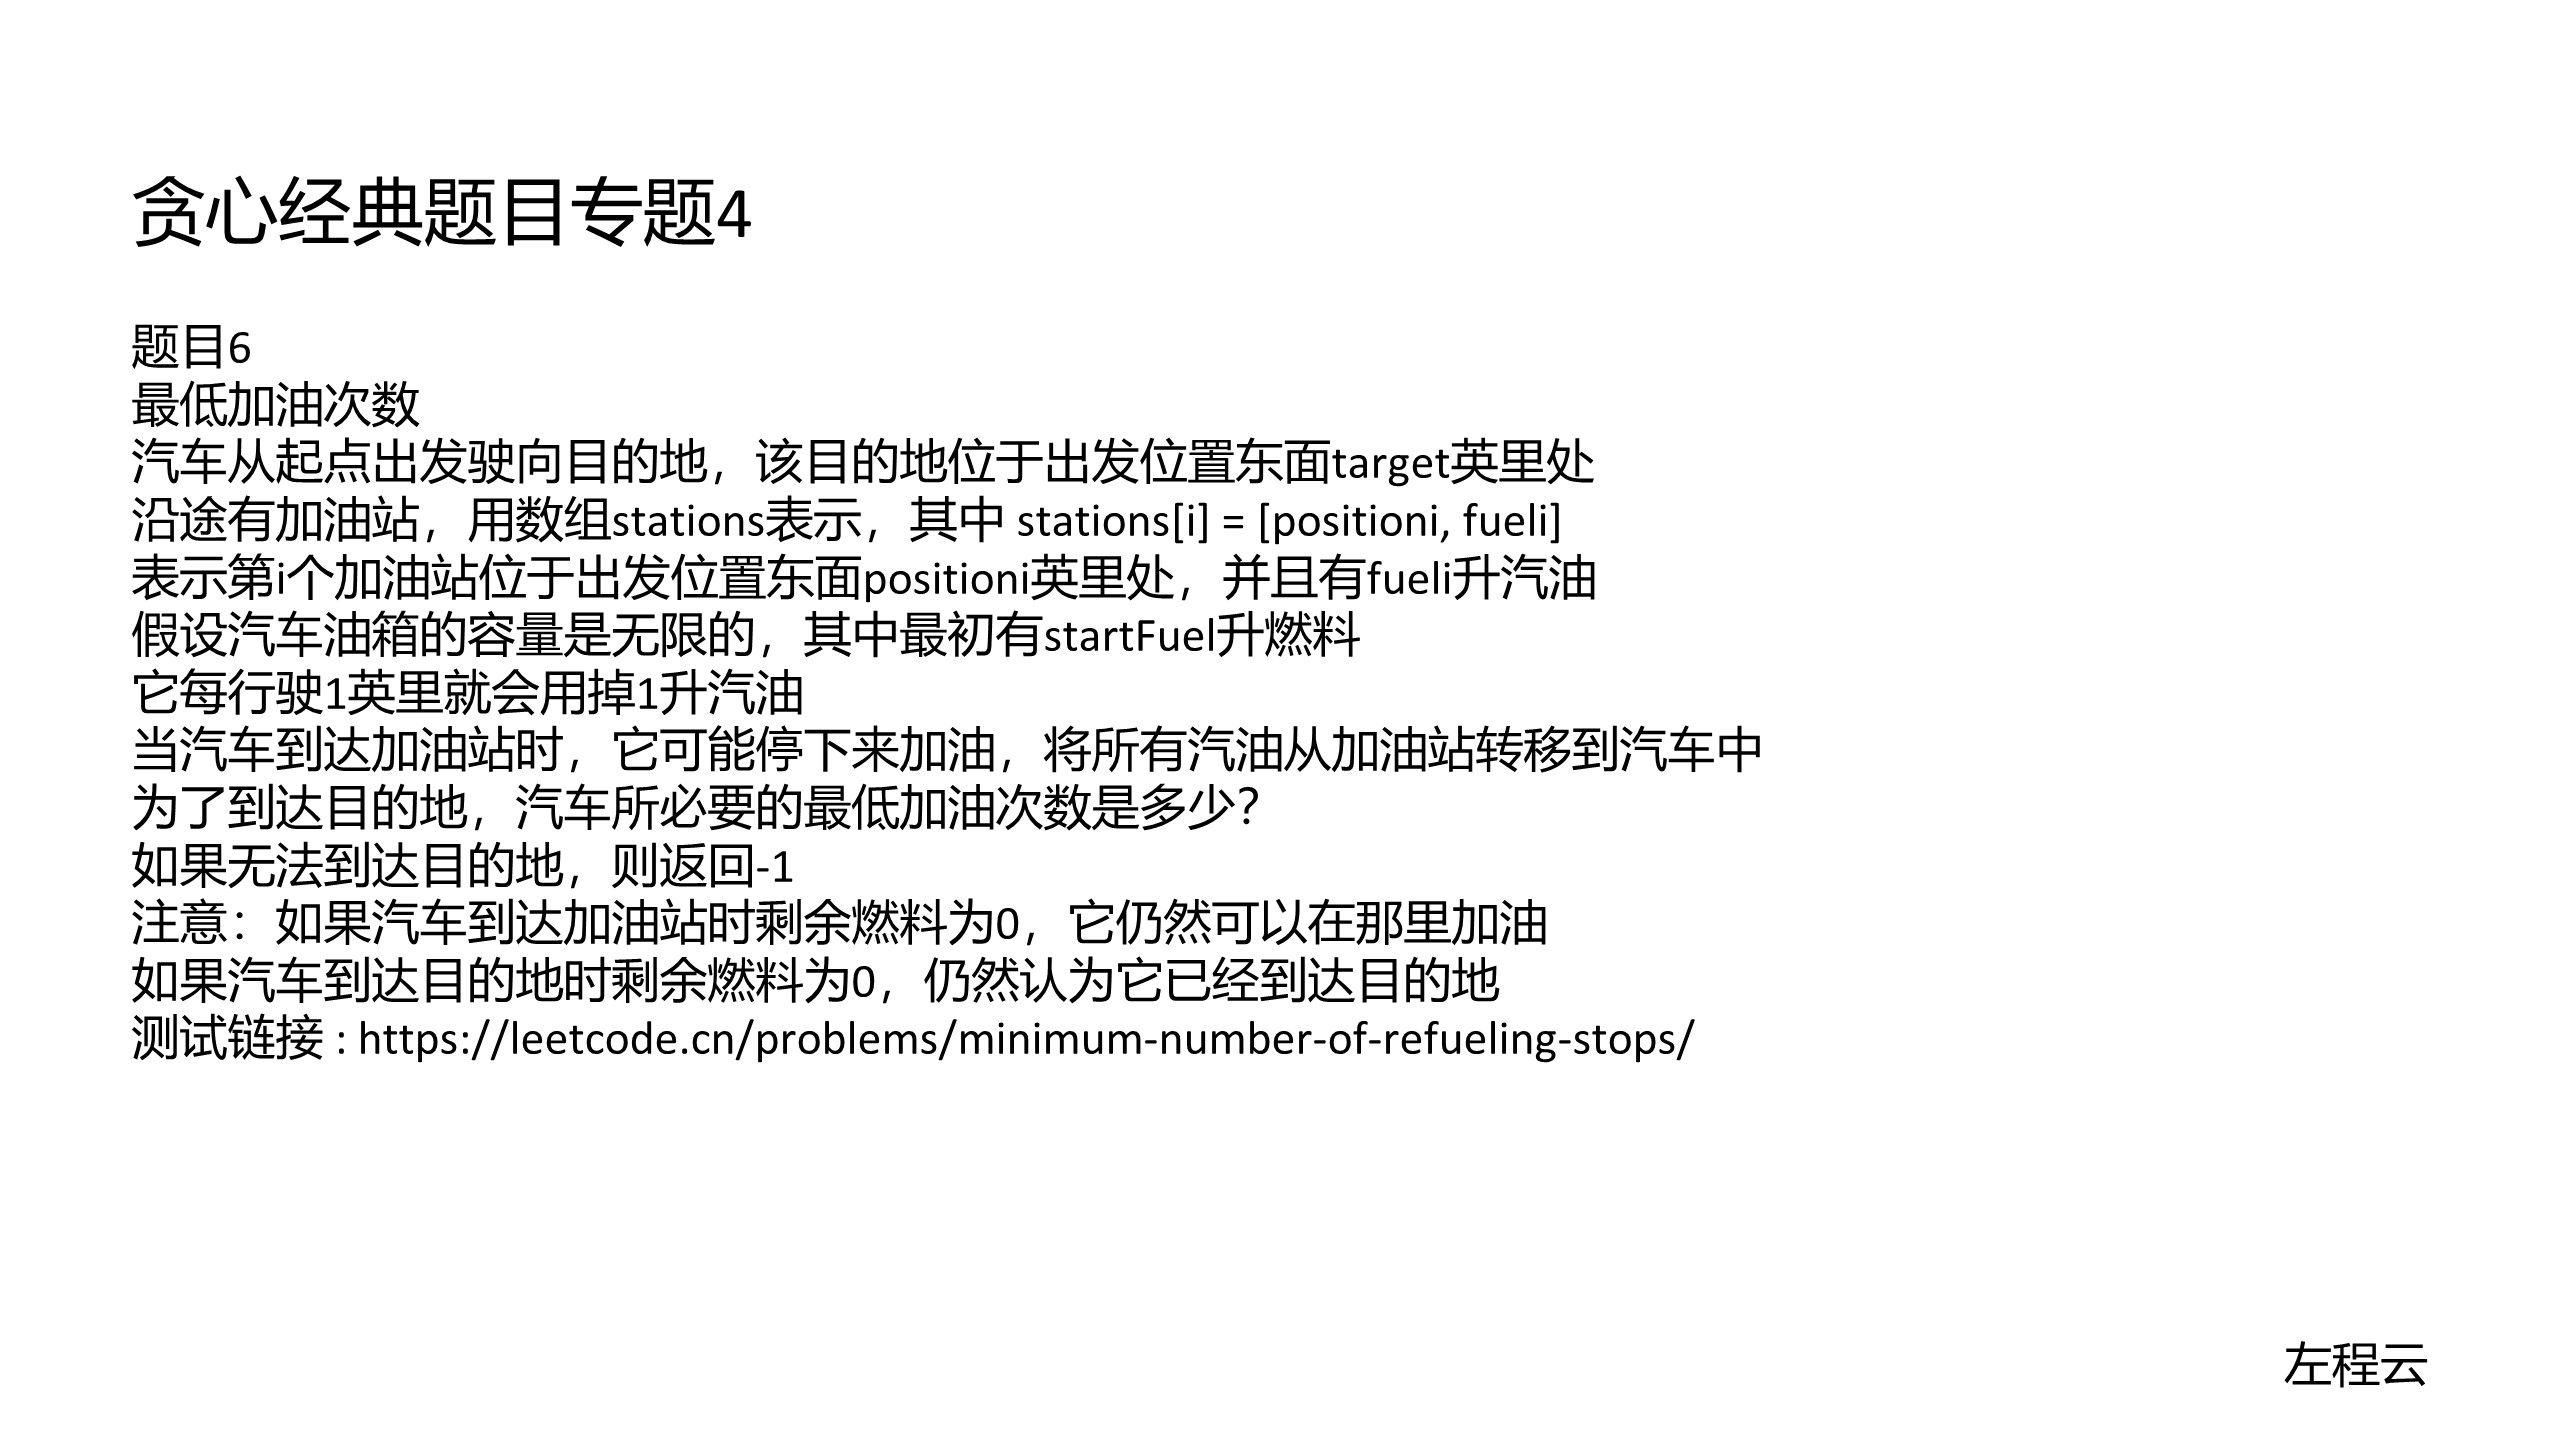 贪心经典题目专题4
题目6
最低加油次数
汽车从起点出发驶向目的地，该目的地位于出发位置东面target英里处
沿途有加油站，用数组stations表示，其中 stations[i] = [positioni, fueli]
表示第i个加油站位于出发位置东面positioni英里处，并且有fueli升汽油
假设汽车油箱的容量是无限的，其中最初有startFuel升燃料
它每行驶1英里就会用掉1升汽油
当汽车到达加油站时，它可能停下来加油，将所有汽油从加油站转移到汽车中
为了到达目的地，汽车所必要的最低加油次数是多少？
如果无法到达目的地，则返回-1
注意：如果汽车到达加油站时剩余燃料为0，它仍然可以在那里加油
如果汽车到达目的地时剩余燃料为0，仍然认为它已经到达目的地
测试链接 : https://leetcode.cn/problems/minimum-number-of-refueling-stops/
左程云